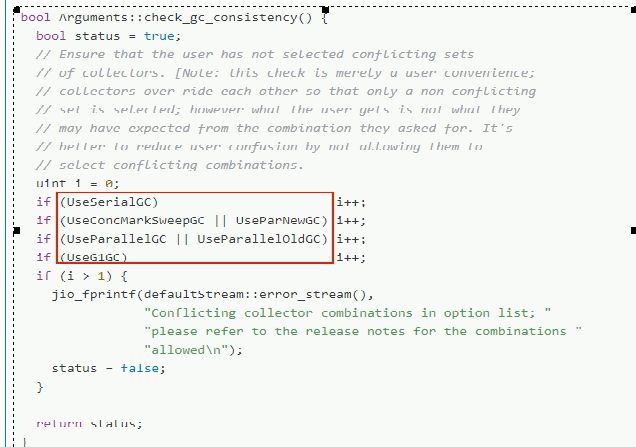 bool Arguments::check_gc_consistency() {
bool status = true;
// Ensure that the user has not selected conflicting sets
// of collectors. [Note: this check is merely a user convenience;
// collectors over ride each other so that only a non conflicting
// set is selected; however what the user gets is not what they
// may have expected from the combination they asked for. It's
// better to reduce user confusion by not allowing them to
// select conflicting combinations.
uint i = 0;
if (UseSerialGC) i++;
if (UseConcMarkSweepGC || UseParNewGC) i++;
if (UseParallelGC || UseParallelOldGC) i++;
if (UseG1GC) i++;
if (i > 1) {
jio_fprintf(defaultStream::error_stream(),
"Conflicting collector combinations in option list; "
"please refer to the release notes for the combinations "
"allowed\n");
status = false;
}
return status;
}